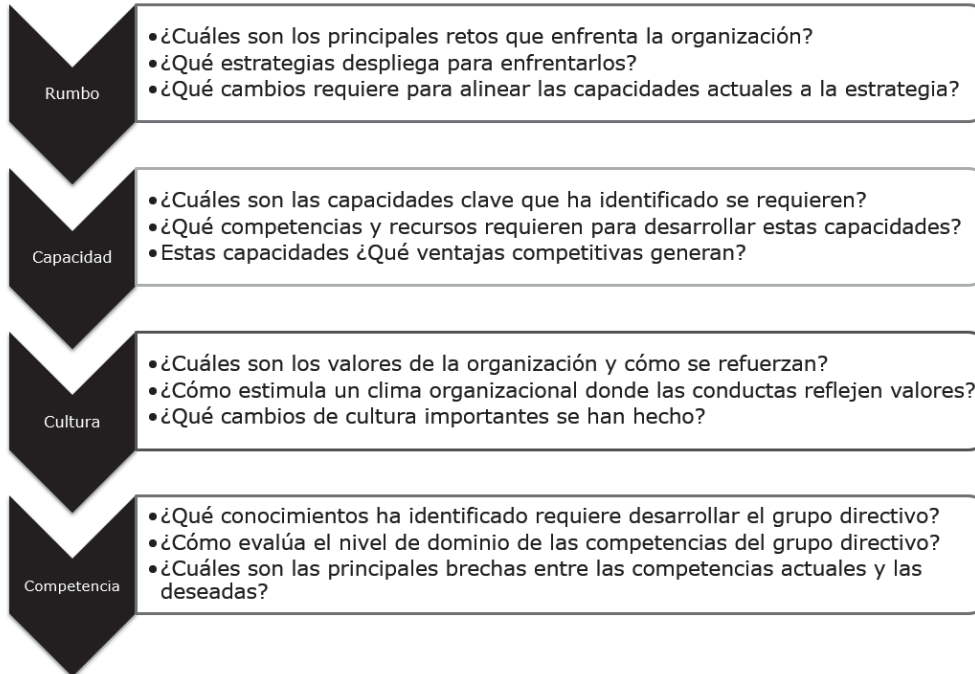 Rumbo
•¿Cuáles son los principales retos que enfrenta la organización?
•¿Qué estrategias despliega para enfrentarlos?
•¿Qué cambios requiere para alinear las capacidades actuales a la estrategia?
Capacidad
•¿Cuáles son las capacidades clave que ha identificado se requieren?
•¿Qué competencias y recursos requieren para desarrollar estas capacidades?
•Estas capacidades ¿Qué ventajas competitivas generan?
Cultura
•¿Cuáles son los valores de la organización y cómo se refuerzan?
•¿Cómo estimula un clima organizacional donde las conductas reflejen valores?
•¿Qué cambios de cultura importantes se han hecho?
Competencia
•¿Qué conocimientos ha identificado requiere desarrollar el grupo directivo?
•¿Cómo evalúa el nivel de dominio de las competencias del grupo directivo?
•¿Cuáles son las principales brechas entre las competencias actuales y las
deseadas?